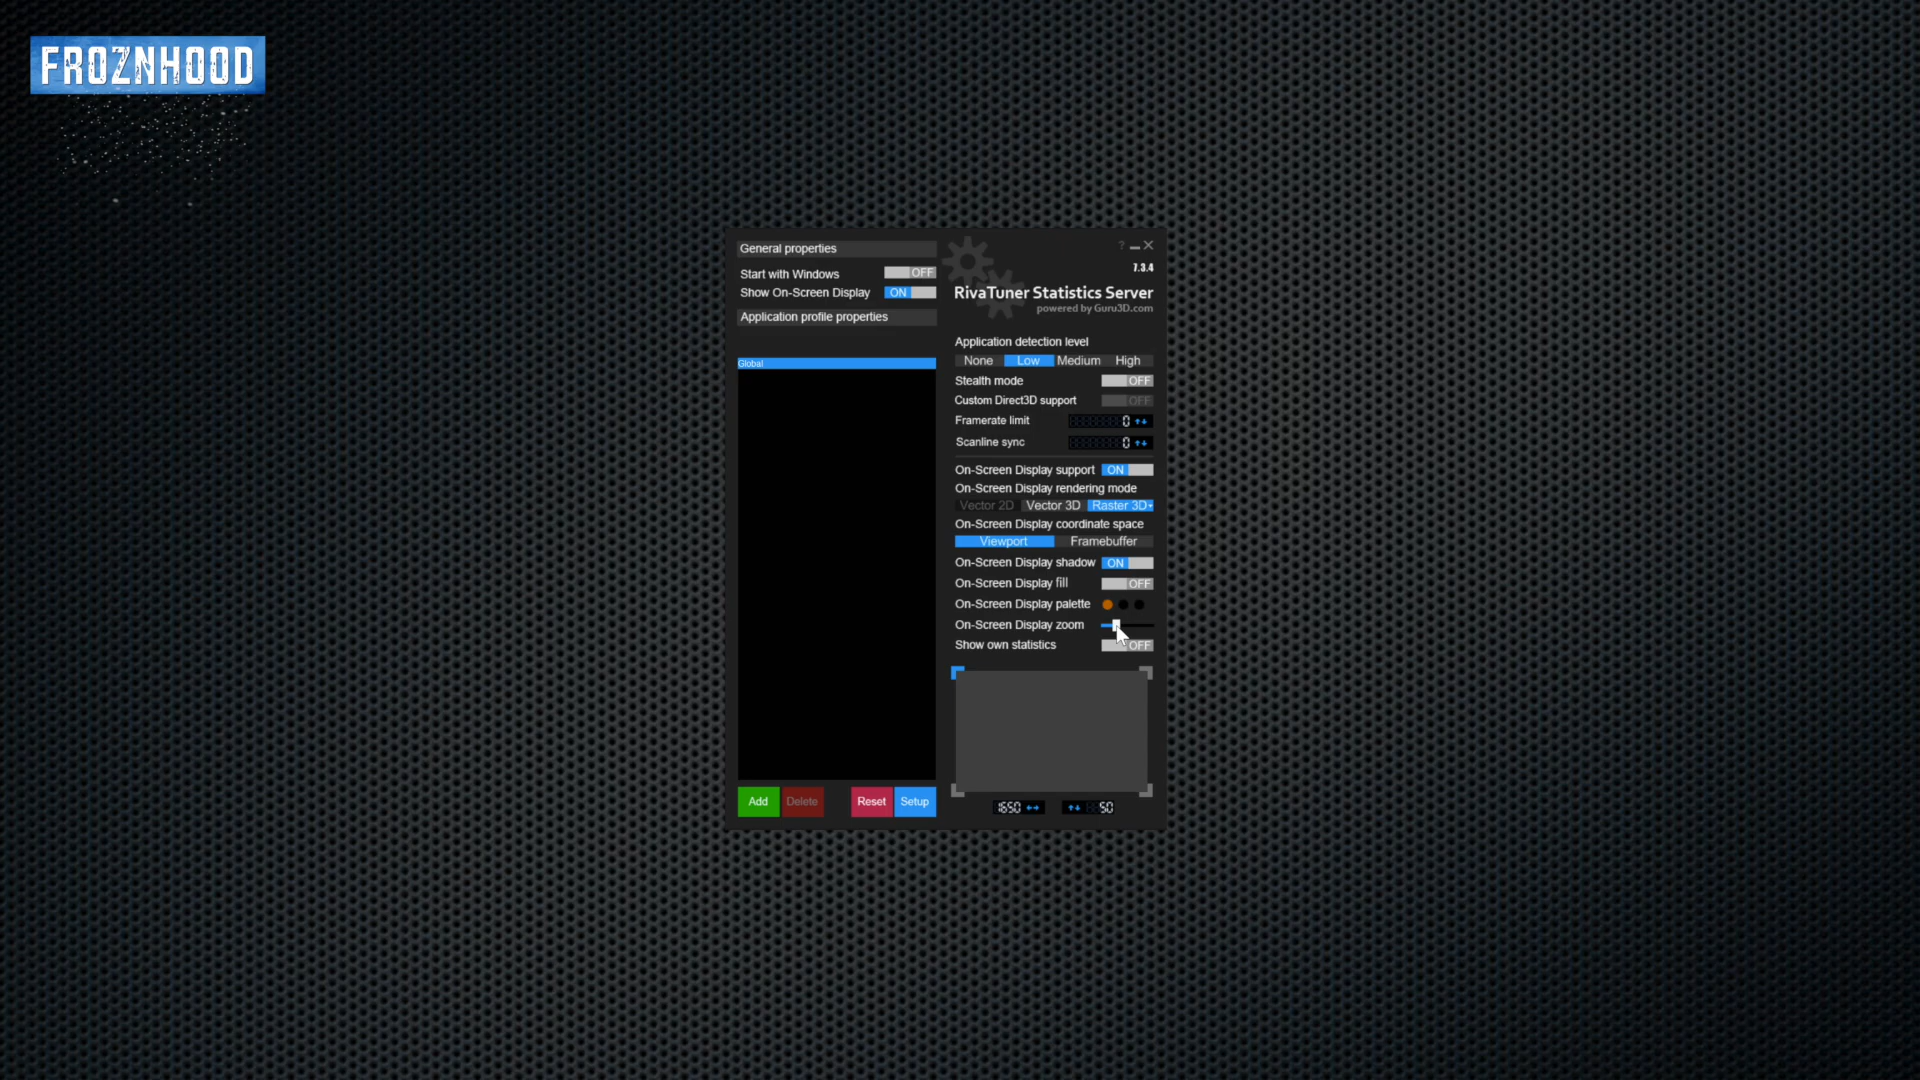 FROZNHOOD
General properties
Start with Windows OFF
Show On-Screen Display ON
Application profile properties
Global
Add Delete Reset Setup
?
7.3.4
RivaTuner Statistics Server
powered by Guru3D.com
Application detection level
None Low Medium High
Stealth mode OFF
Custom Direct3D support OFF
Framerate limit 0
Scanline sync 0
On-Screen Display support ON
On-Screen Display rendering mode
Vector 2D Vector 3D Raster 3D
On-Screen Display coordinate space
Viewport Framebuffer
On-Screen Display shadow ON
On-Screen Display fill OFF
On-Screen Display palette
On-Screen Display zoom
Show own statistics OFF
1650 50